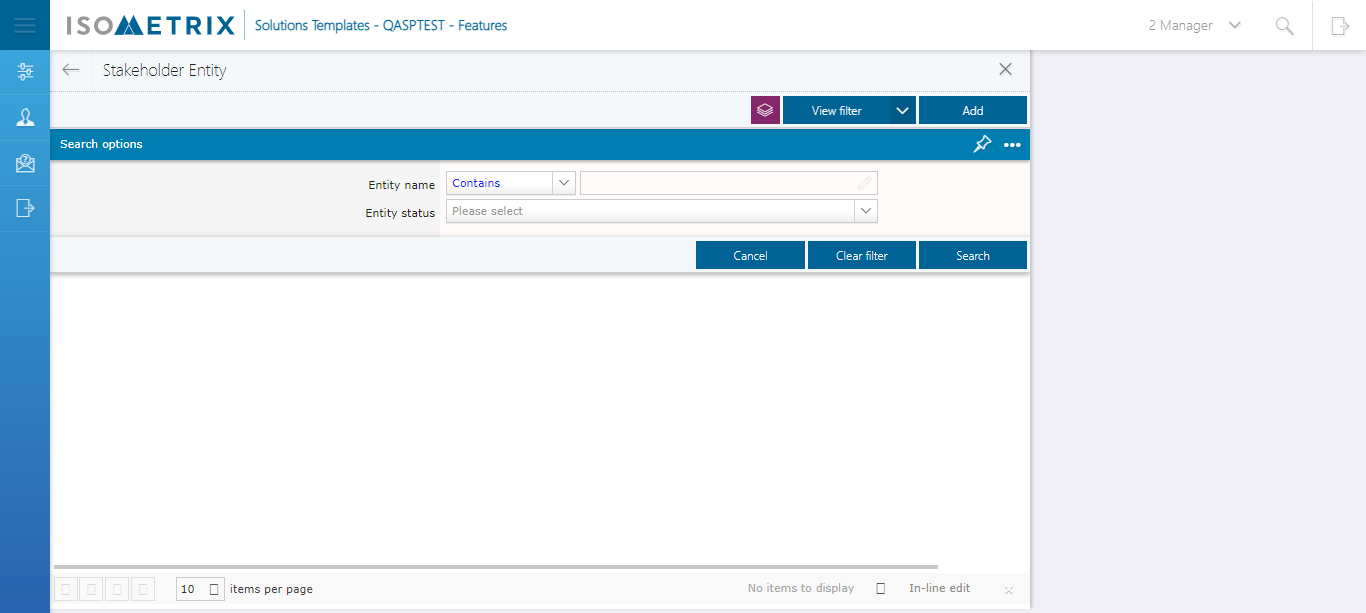 ISOMETRIX Solutions Templates - QASPTEST - Features 2 Manager
Stakeholder Entity
View filter Add
Search options
Entity name Contains
Entity status Please select
Cancel Clear filter Search
10 items per page No items to display In-line edit